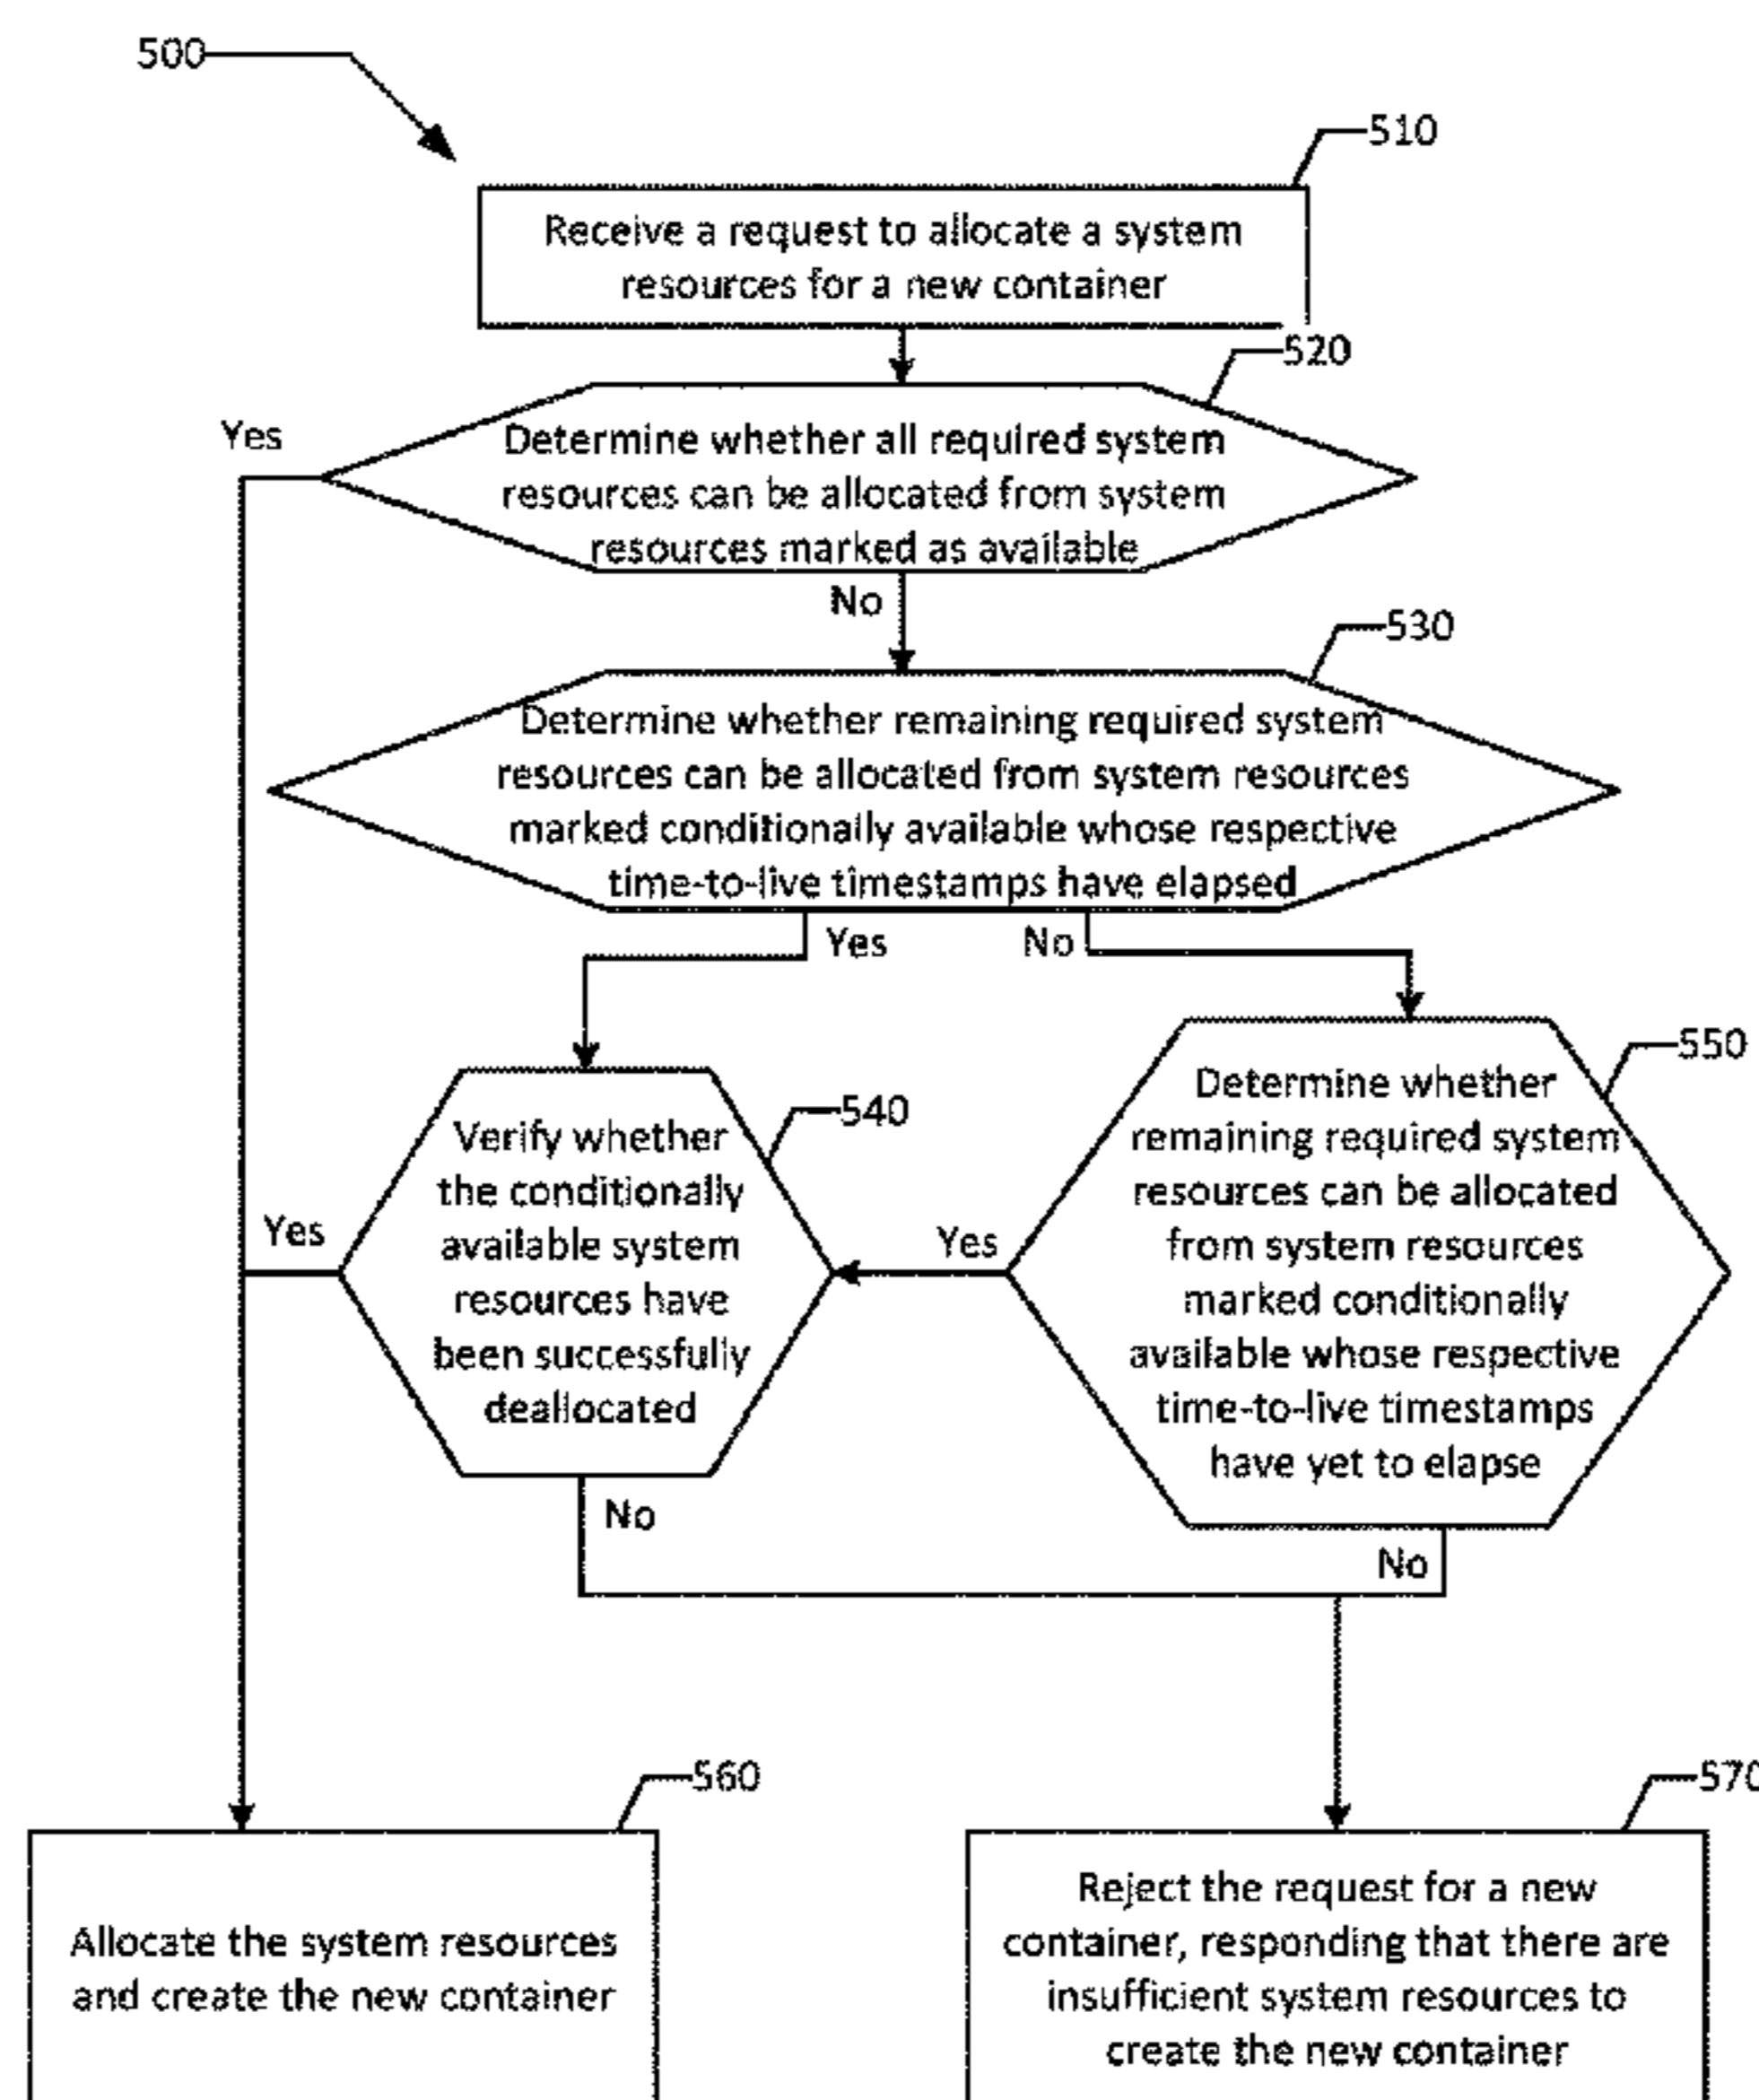 500
510
Receive a request to allocate a system
resources for a new container
520
Yes
Determine whether all required system
resources can be allocated from system
resources marked as available
No
530
Determine whether remaining required system
resources can be allocated from system resources
marked conditionally available whose respective
time-to-live timestamps have elapsed
Yes
No
540
Verify whether
the conditionally
available system
resources have
been successfully
deallocated
550
Determine whether
remaining required system
resources can be allocated
from system resources
marked conditionally
available whose respective
time-to-live timestamps
have yet to elapse
Yes
Yes
No
No
560
Allocate the system resources
and create the new container
570
Reject the request for a new
container, responding that there are
insufficient system resources to
create the new container